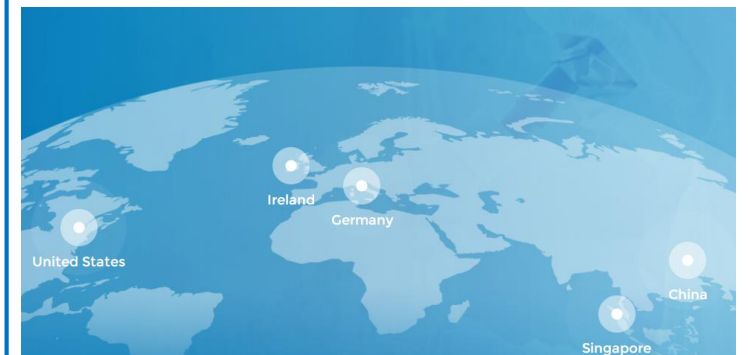 Ireland
Germany
United States
China
Singapore